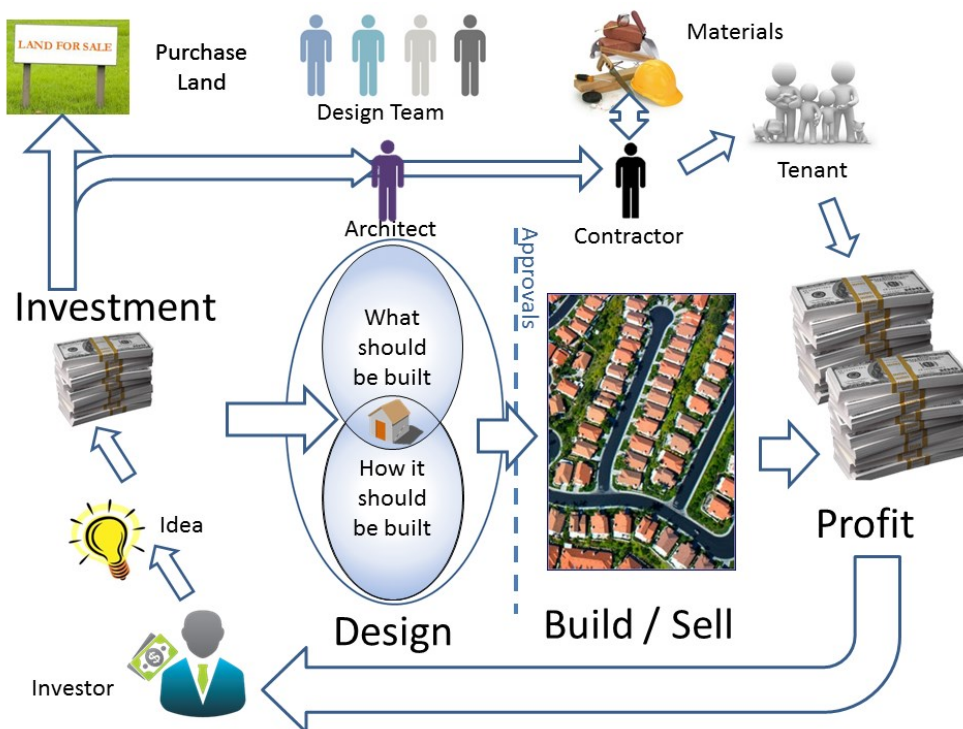 LAND FOR SALE
Purchase
Land
Design Team
Materials
Tenant
Architect
Contractor
Approvals
Investment
What
should
be built
How it
should
be built
Idea
Profit
Design
Build / Sell
Investor